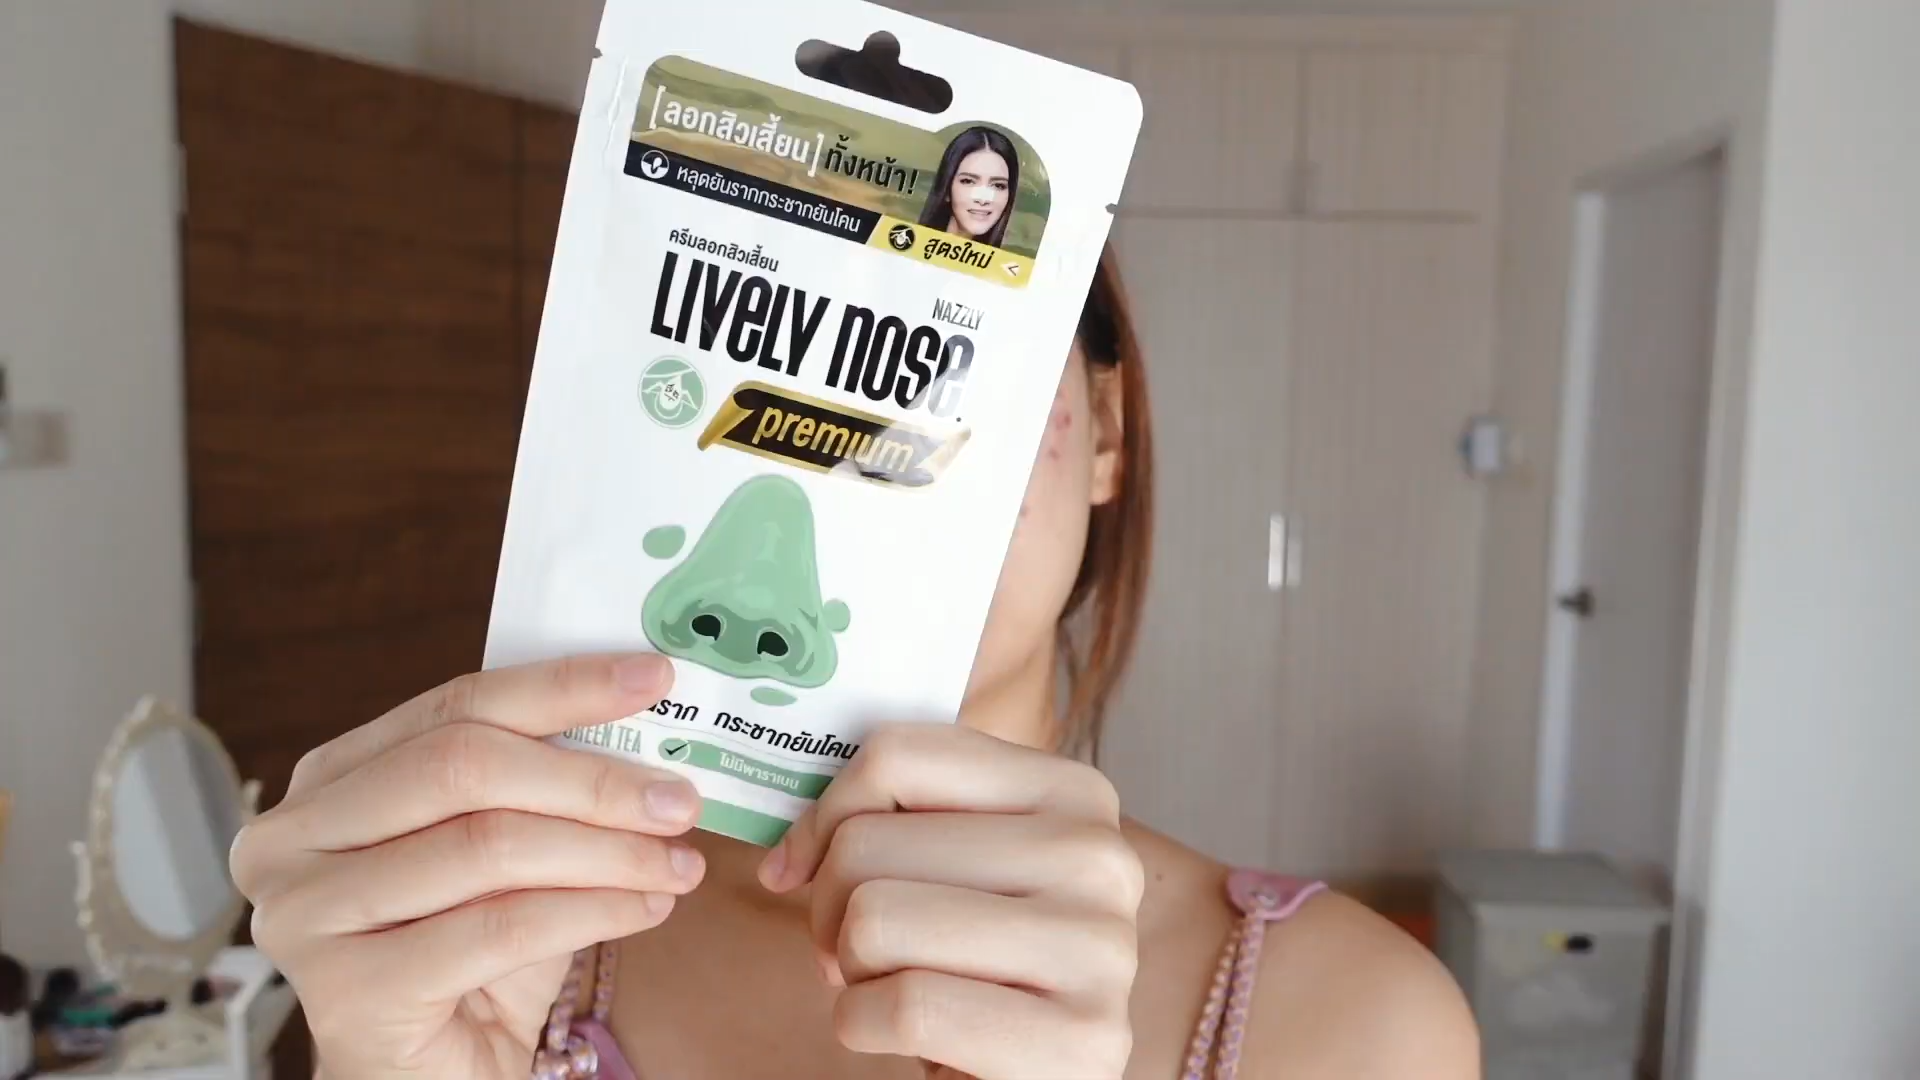 [ลอกสิวเสี้ยน] ทั้งหน้า!
หลุดยันรากกระชากยันโคน
สูตรใหม่ <
ครีมลอกสิวเสี้ยน
NAZZLY
LIVELY NOSE
premium
ราก กระชากยันโคน
GREEN TEA
ไม่มีพาราเบน